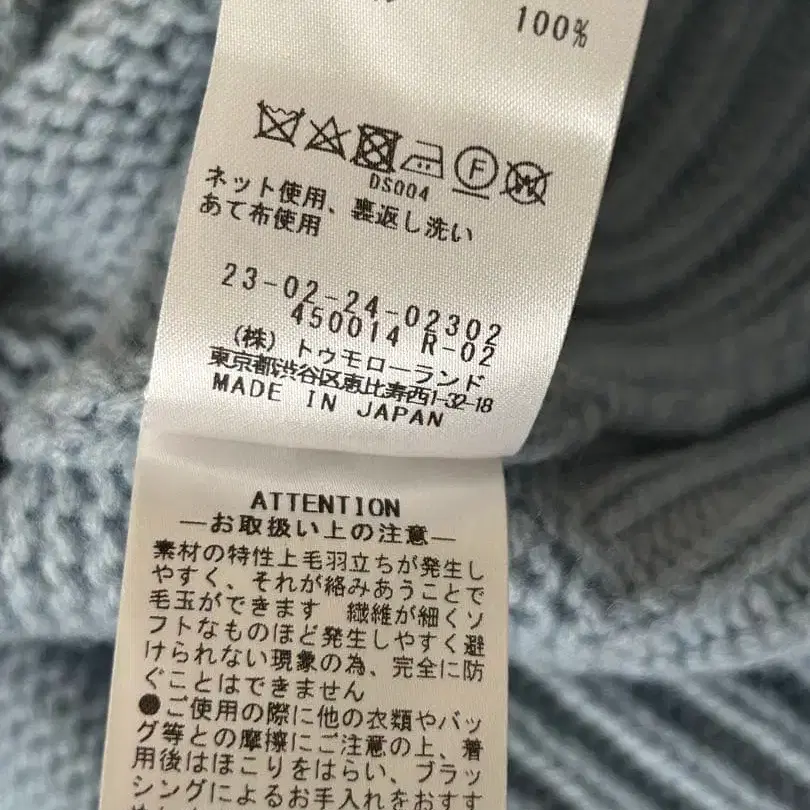 100%
F W
DS004
ネット使用、裏返し洗い
あて布使用
23-02-24-02302
450014 R-02
(株) トゥモローランド
東京都渋谷区恵比寿西1-32-18
MADE IN JAPAN
ATTENTION
―お取扱い上の注意―
素材の特性上毛羽立ちが発生し
やすく、それが絡みあうことで
毛玉ができます 繊維が細くソ
フトなものほど発生しやすく避
けられない現象の為、完全に防
ぐことはできません
●ご使用の際に他の衣類やバッ
グ等との摩擦にご注意の上、着
用後はほこりをはらい、ブラッ
シングによるお手入れをおすす